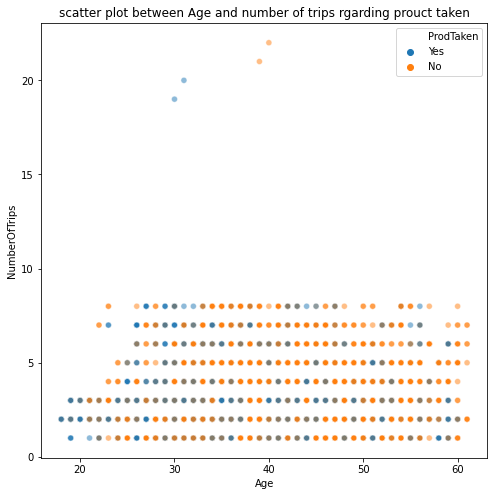 scatter plot between Age and number of trips rgarding prouct taken
ProdTaken
Yes
No
20
15
10
5
0
NumberOfTrips
20
30
40
50
60
Age